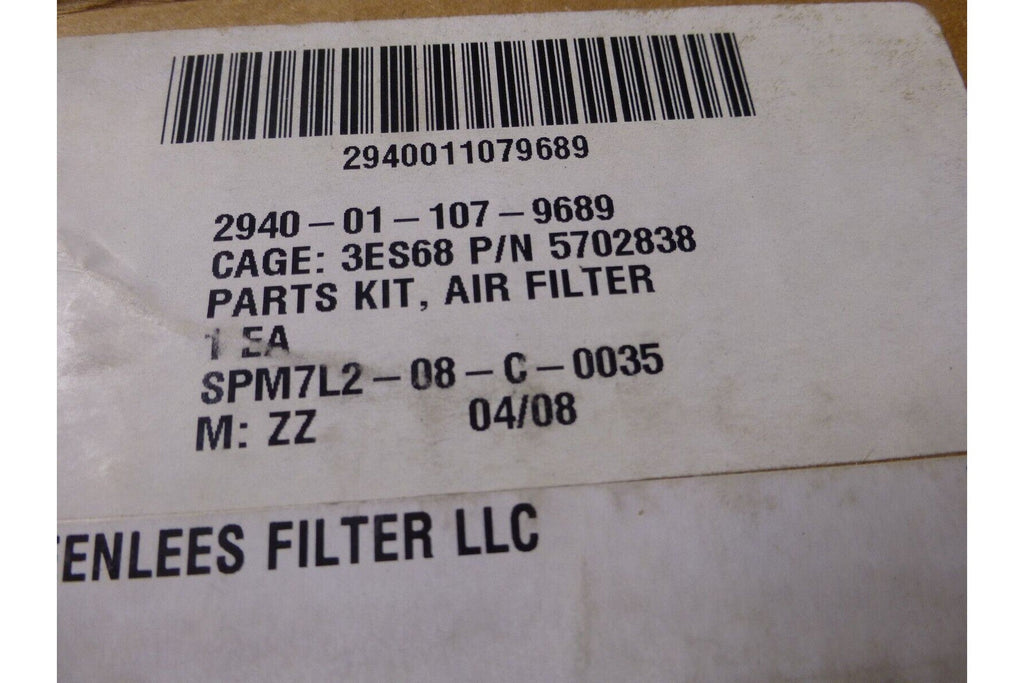 2940011079689
2940-01-107-9689
CAGE: 3ES68 P/N 5702838
PARTS KIT, AIR FILTER
1 EA
SPM7L2-08-C-0035
M: ZZ 04/08
ENLEES FILTER LLC